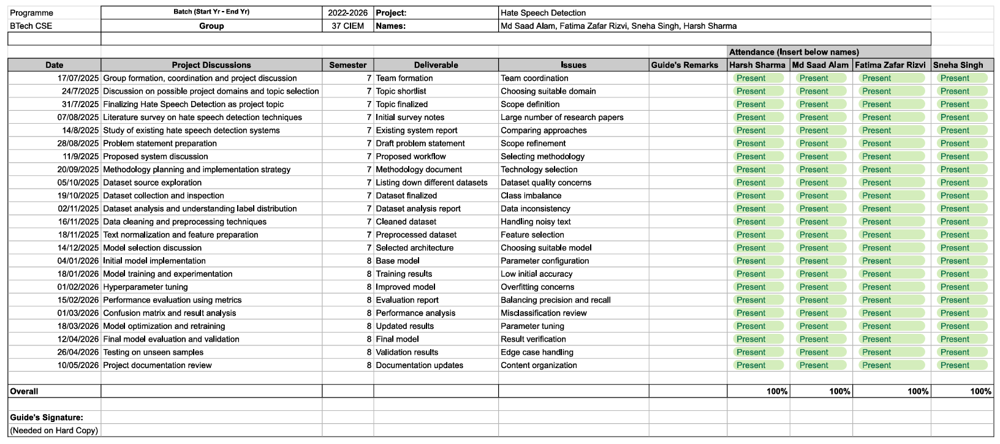 Programme Batch (Start Yr - End Yr) 2022-2026 Project: Hate Speech Detection
BTech CSE Group 37 CIEM Names: Md Saad Alam, Fatima Zafar Rizvi, Sneha Singh, Harsh Sharma
Attendance (Insert below names)
Date Project Discussions Semester Deliverable Issues Guide's Remarks Harsh Sharma Md Saad Alam Fatima Zafar Rizvi Sneha Singh
17/07/2025 Group formation, coordination and project discussion 7 Team formation Team coordination Present Present Present Present
24/7/2025 Discussion on possible project domains and topic selection 7 Topic shortlist Choosing suitable domain Present Present Present Present
31/7/2025 Finalizing Hate Speech Detection as project topic 7 Topic finalized Scope definition Present Present Present Present
07/08/2025 Literature survey on hate speech detection techniques 7 Initial survey notes Large number of research papers Present Present Present Present
14/8/2025 Study of existing hate speech detection systems 7 Existing system report Comparing approaches Present Present Present Present
28/08/2025 Problem statement preparation 7 Draft problem statement Scope refinement Present Present Present Present
11/9/2025 Proposed system discussion 7 Proposed workflow Selecting methodology Present Present Present Present
20/09/2025 Methodology planning and implementation strategy 7 Methodology document Technology selection Present Present Present Present
05/10/2025 Dataset source exploration 7 Listing down different datasets Dataset quality concerns Present Present Present Present
19/10/2025 Dataset collection and inspection 7 Dataset finalized Class imbalance Present Present Present Present
02/11/2025 Dataset analysis and understanding label distribution 7 Dataset analysis report Data inconsistency Present Present Present Present
16/11/2025 Data cleaning and preprocessing techniques 7 Cleaned dataset Handling noisy text Present Present Present Present
18/11/2025 Text normalization and feature preparation 7 Preprocessed dataset Feature selection Present Present Present Present
14/12/2025 Model selection discussion 7 Selected architecture Choosing suitable model Present Present Present Present
04/01/2026 Initial model implementation 8 Base model Parameter configuration Present Present Present Present
18/01/2026 Model training and experimentation 8 Training results Low initial accuracy Present Present Present Present
01/02/2026 Hyperparameter tuning 8 Improved model Overfitting concerns Present Present Present Present
15/02/2026 Performance evaluation using metrics 8 Evaluation report Balancing precision and recall Present Present Present Present
01/03/2026 Confusion matrix and result analysis 8 Performance analysis Misclassification review Present Present Present Present
18/03/2026 Model optimization and retraining 8 Updated results Parameter tuning Present Present Present Present
12/04/2026 Final model evaluation and validation 8 Final model Result verification Present Present Present Present
26/04/2026 Testing on unseen samples 8 Validation results Edge case handling Present Present Present Present
10/05/2026 Project documentation review 8 Documentation updates Content organization Present Present Present Present
Overall 100% 100% 100% 100%
Guide's Signature:
(Needed on Hard Copy)